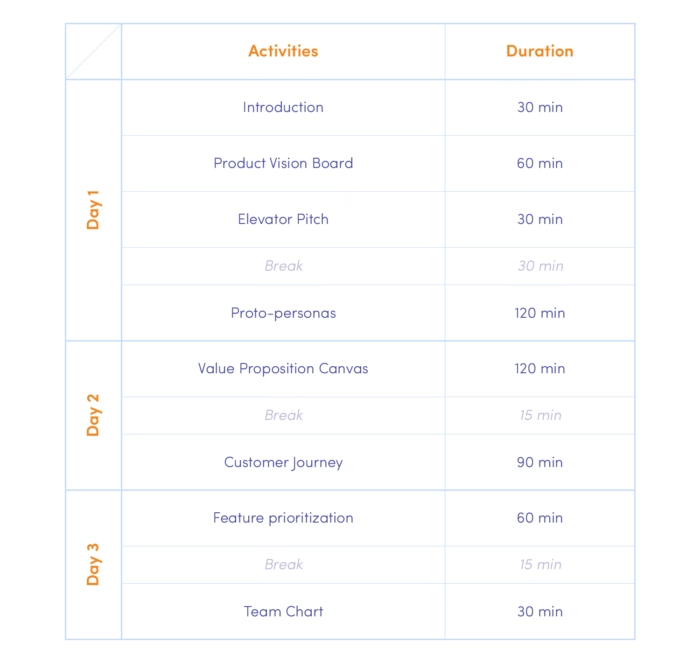 Activities Duration
Day 1
Introduction 30 min
Product Vision Board 60 min
Elevator Pitch 30 min
Break 30 min
Proto-personas 120 min
Day 2
Value Proposition Canvas 120 min
Break 15 min
Customer Journey 90 min
Day 3
Feature prioritization 60 min
Break 15 min
Team Chart 30 min